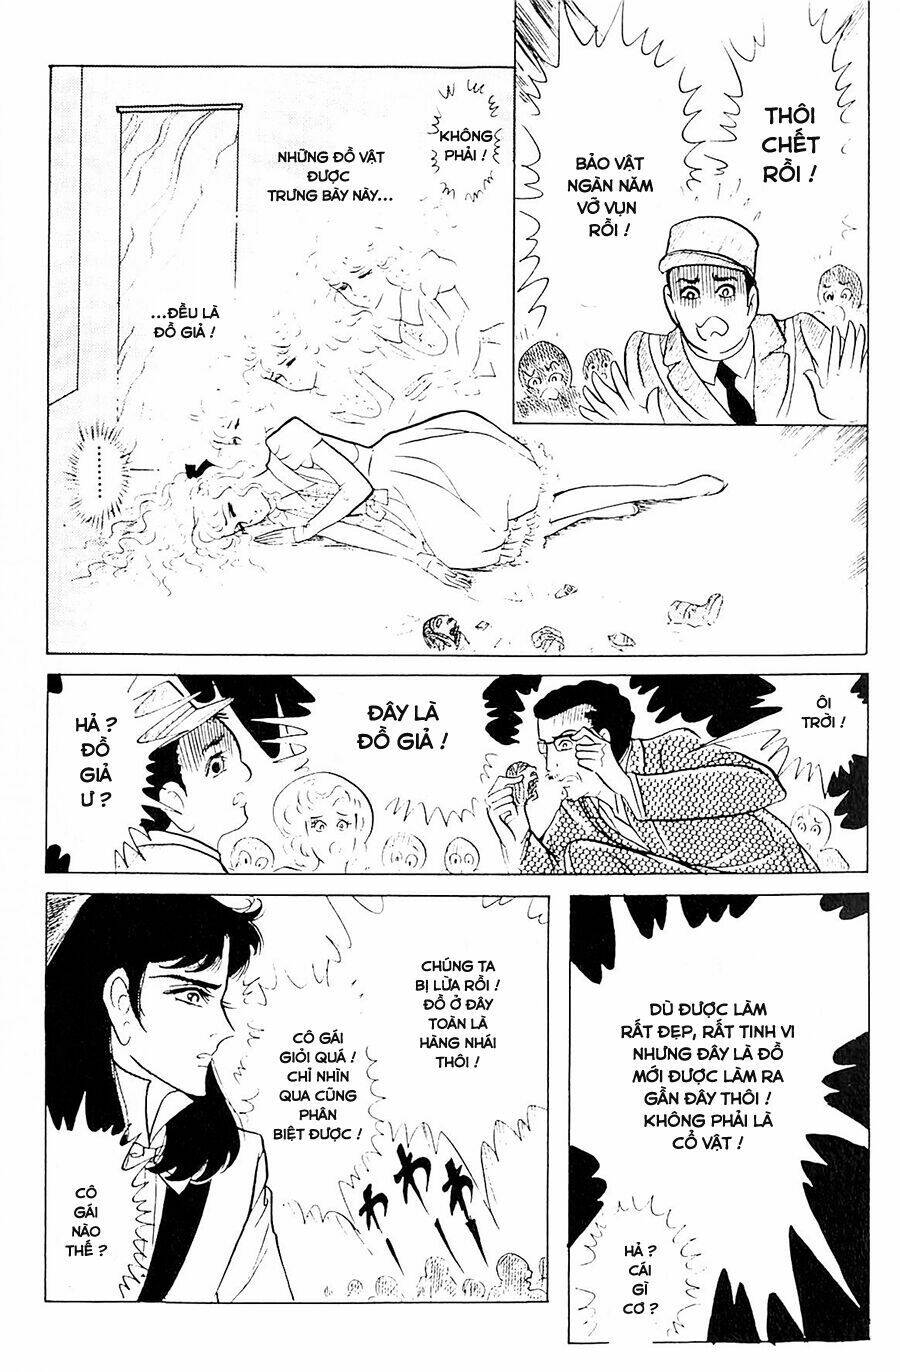 THÔI
CHẾT
RỒI !
BẢO VẬT
NGÀN NĂM
VỠ VỤN
RỒI !
KHÔNG
PHẢI !
NHỮNG ĐỒ VẬT
ĐƯỢC
TRƯNG BÀY NÀY...
...ĐỀU LÀ
ĐỒ GIẢ !
.........
ÔI
TRỜI !
ĐÂY LÀ
ĐỒ GIẢ !
HẢ ?
ĐỒ
GIẢ
Ư ?
DÙ ĐƯỢC LÀM
RẤT ĐẸP, RẤT TINH VI
NHƯNG ĐÂY LÀ ĐỒ
MỚI ĐƯỢC LÀM RA
GẦN ĐÂY THÔI !
KHÔNG PHẢI LÀ
CỔ VẬT !
HẢ ?
CÁI
GÌ
CƠ ?
CHÚNG TA
BỊ LỪA RỒI !
ĐỒ Ở ĐÂY
TOÀN LÀ
HÀNG NHÁI
THÔI !
CÔ GÁI
GIỎI QUÁ !
CHỈ NHÌN
QUA CŨNG
PHÂN
BIỆT ĐƯỢC !
わわわ
CÔ
GÁI
NÀO
THẾ ?